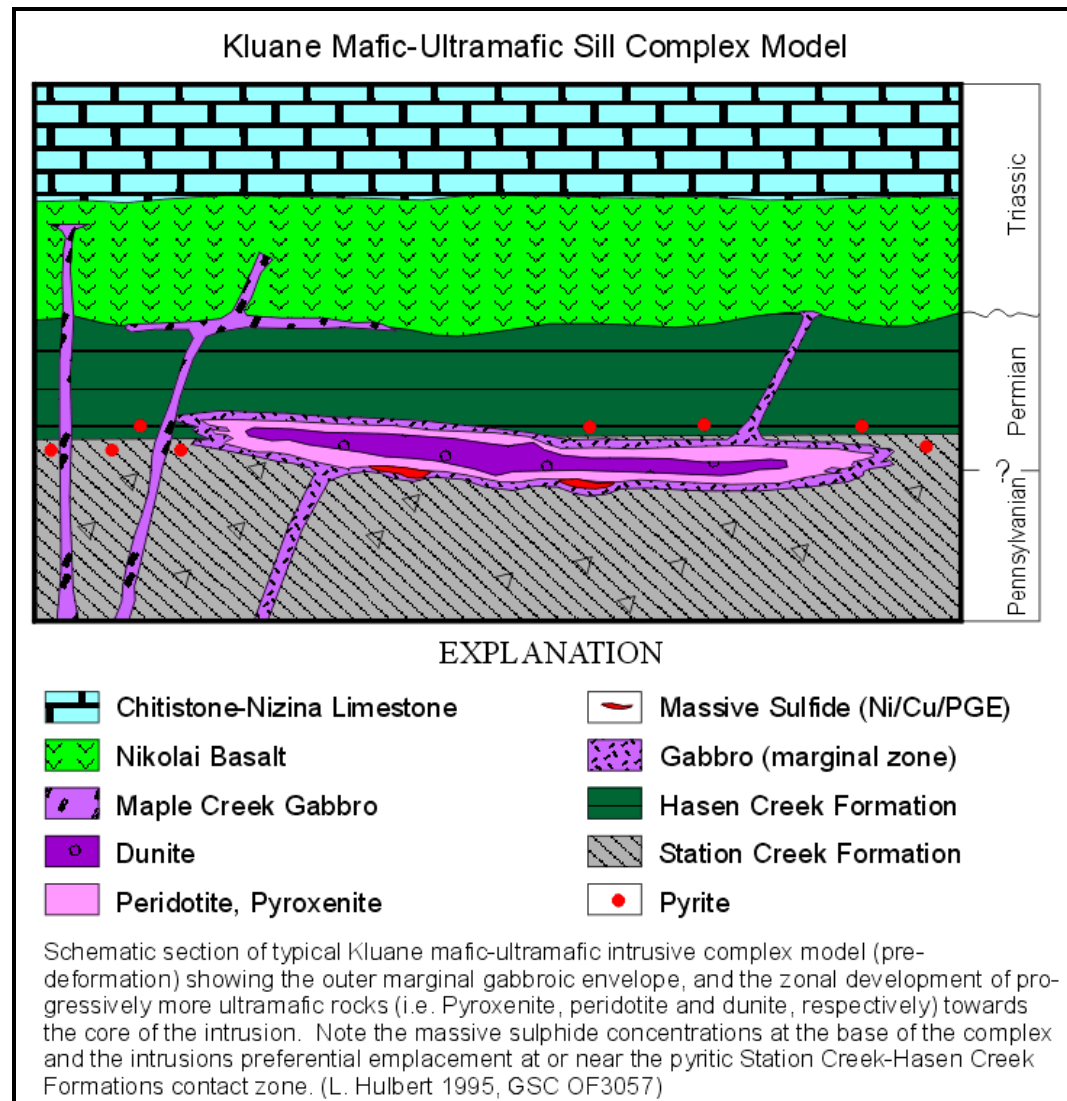 Kluane Mafic-Ultramafic Sill Complex Model
Triassic
Permian
?
Pennsylvanian
EXPLANATION
Chitistone-Nizina Limestone
Nikolai Basalt
Maple Creek Gabbro
Dunite
Peridotite, Pyroxenite
Massive Sulfide (Ni/Cu/PGE)
Gabbro (marginal zone)
Hasen Creek Formation
Station Creek Formation
Pyrite
Schematic section of typical Kluane mafic-ultramafic intrusive complex model (pre-
deformation) showing the outer marginal gabbroic envelope, and the zonal development of pro-
gressively more ultramafic rocks (i.e. Pyroxenite, peridotite and dunite, respectively) towards
the core of the intrusion. Note the massive sulphide concentrations at the base of the complex
and the intrusions preferential emplacement at or near the pyritic Station Creek-Hasen Creek
Formations contact zone. (L. Hulbert 1995, GSC OF3057)